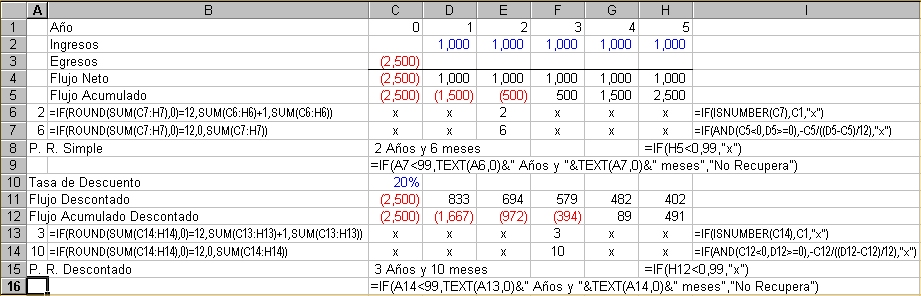 A B C D E F G H I
1 Año 0 1 2 3 4 5
2 Ingresos 1,000 1,000 1,000 1,000 1,000
3 Egresos (2,500)
4 Flujo Neto (2,500) 1,000 1,000 1,000 1,000 1,000
5 Flujo Acumulado (2,500) (1,500) (500) 500 1,500 2,500
6 2 =IF(ROUND(SUM(C7:H7),0)=12,SUM(C6:H6)+1,SUM(C6:H6)) x x 2 x x x =IF(ISNUMBER(C7),C1,"x")
7 6 =IF(ROUND(SUM(C7:H7),0)=12,0,SUM(C7:H7)) x x 6 x x x =IF(AND(C5<0,D5>=0),-C5/((D5-C5)/12),"x")
8 P. R. Simple 2 Años y 6 meses =IF(H5<0,99,"x")
9 =IF(A7<99,TEXT(A6,0)&" Años y "&TEXT(A7,0)&" meses","No Recupera")
10 Tasa de Descuento 20%
11 Flujo Descontado (2,500) 833 694 579 482 402
12 Flujo Acumulado Descontado (2,500) (1,667) (972) (394) 89 491
13 3 =IF(ROUND(SUM(C14:H14),0)=12,SUM(C13:H13)+1,SUM(C13:H13)) x x x 3 x x =IF(ISNUMBER(C14),C1,"x")
14 10 =IF(ROUND(SUM(C14:H14),0)=12,0,SUM(C14:H14)) x x x 10 x x =IF(AND(C12<0,D12>=0),-C12/((D12-C12)/12),"x")
15 P. R. Descontado 3 Años y 10 meses =IF(H12<0,99,"x")
16 =IF(A14<99,TEXT(A13,0)&" Años y "&TEXT(A14,0)&" meses","No Recupera")